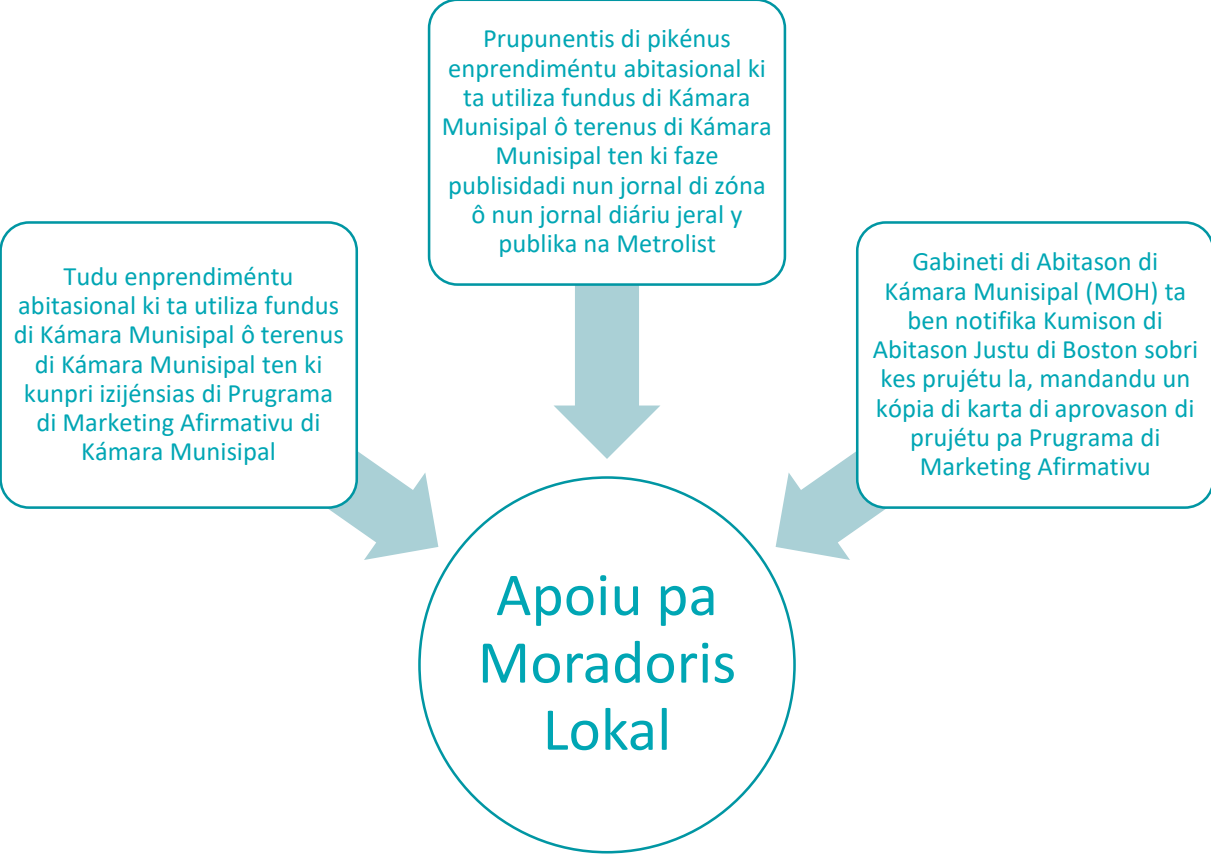 Prupunentis di pikénus
enprendiméntu abitasional ki
ta utiliza fundus di Kámara
Munisipal ô terenus di Kámara
Munisipal ten ki faze
publisidadi nun jornal di zóna
ô nun jornal diáriu jeral y
publika na Metrolist
Tudu enprendiméntu
abitasional ki ta utiliza fundus
di Kámara Munisipal ô terenus
di Kámara Munisipal ten ki
kunpri izijénsias di Prugrama
di Marketing Afirmativu di
Kámara Munisipal
Gabineti di Abitason di
Kámara Munisipal (MOH) ta
ben notifika Kumison di
Abitason Justu di Boston sobri
kes prujétu la, mandandu un
kópia di karta di aprovason di
prujétu pa Prugrama di
Marketing Afirmativu
Apoiu pa
Moradoris
Lokal